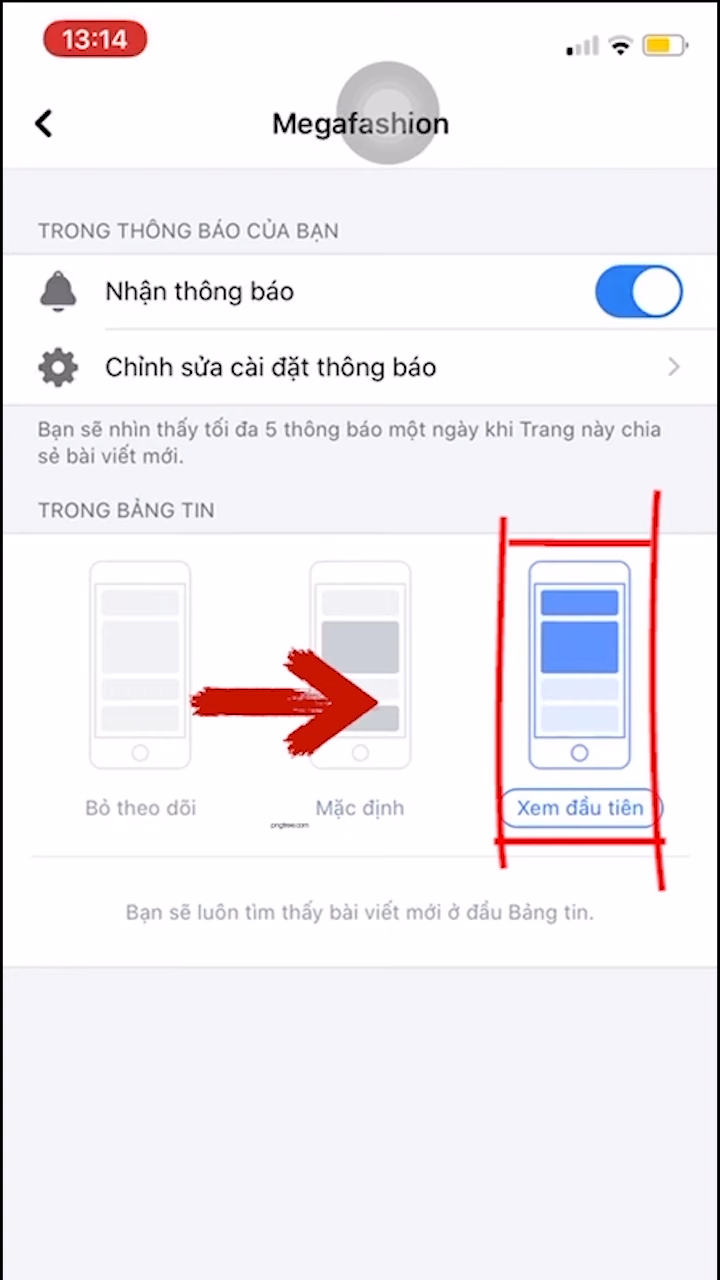 13:14
Megafashion
TRONG THÔNG BÁO CỦA BẠN
Nhận thông báo
Chỉnh sửa cài đặt thông báo
Bạn sẽ nhìn thấy tối đa 5 thông báo một ngày khi Trang này chia
sẻ bài viết mới.
TRONG BẢNG TIN
Bỏ theo dõi
Mặc định
Xem đầu tiên
pngtree.com
Bạn sẽ luôn tìm thấy bài viết mới ở đầu Bảng tin.